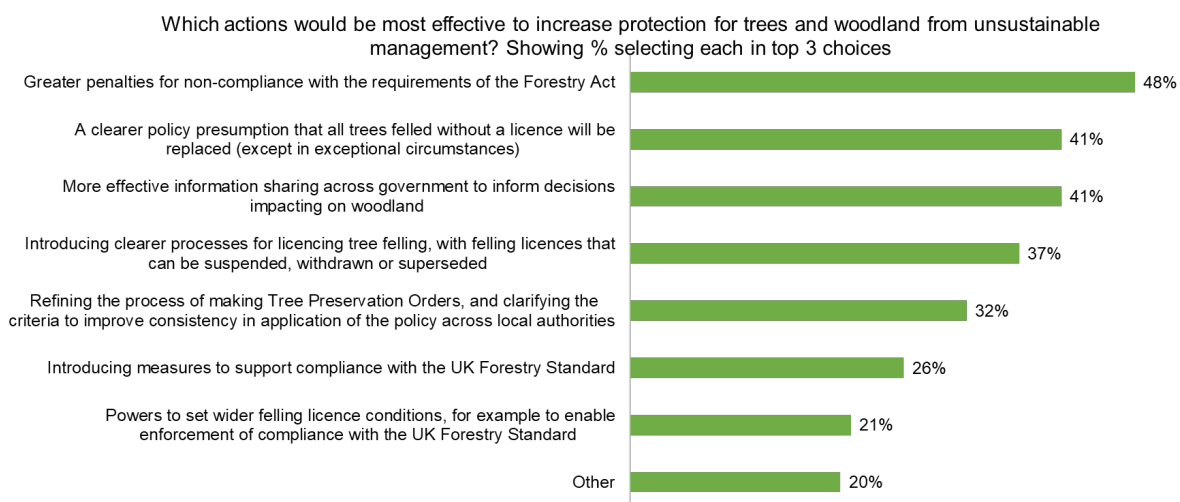 Which actions would be most effective to increase protection for trees and woodland from unsustainable
management? Showing % selecting each in top 3 choices
Greater penalties for non-compliance with the requirements of the Forestry Act
48%
A clearer policy presumption that all trees felled without a licence will be
replaced (except in exceptional circumstances)
41%
More effective information sharing across government to inform decisions
impacting on woodland
41%
Introducing clearer processes for licencing tree felling, with felling licences that
can be suspended, withdrawn or superseded
37%
Refining the process of making Tree Preservation Orders, and clarifying the
criteria to improve consistency in application of the policy across local authorities
32%
Introducing measures to support compliance with the UK Forestry Standard
26%
Powers to set wider felling licence conditions, for example to enable
enforcement of compliance with the UK Forestry Standard
21%
Other
20%